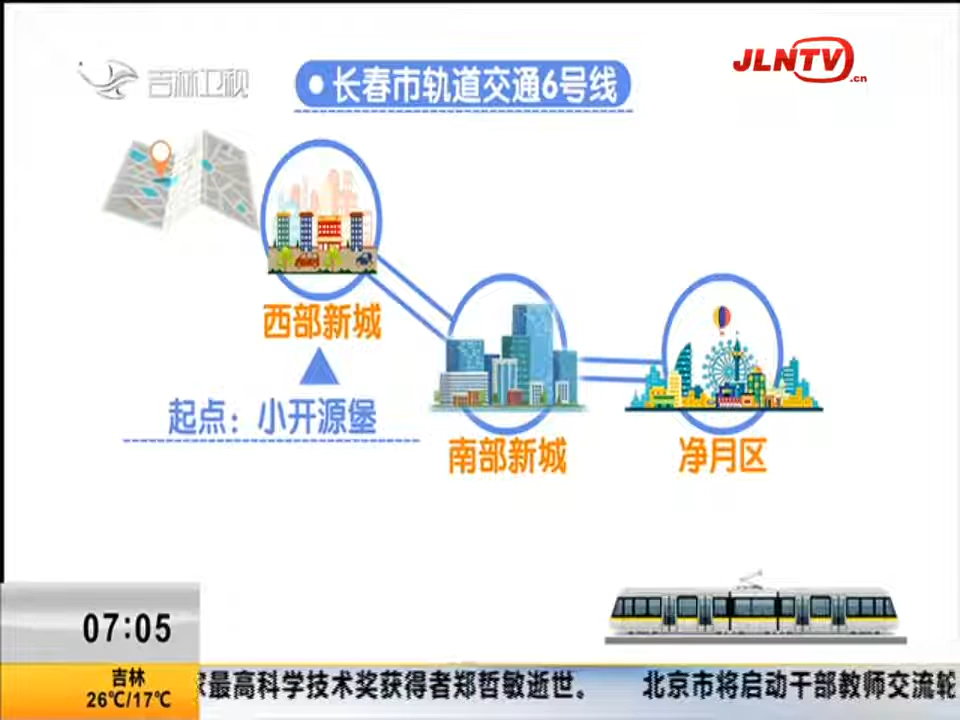 吉林卫视
长春市轨道交通6号线
JLNTV.cn
西部新城
起点：小开源堡
南部新城
净月区
07:05
吉林
26℃/17℃
家最高科学技术奖获得者郑哲敏逝世。 北京市将启动干部教师交流轮